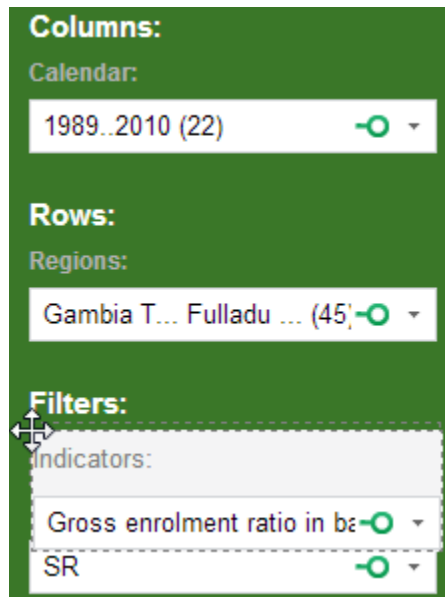 Columns:
Calendar:
1989..2010 (22)
Rows:
Regions:
Gambia T... Fulladu ... (45)
Filters:
Indicators:
Gross enrolment ratio in ba
SR